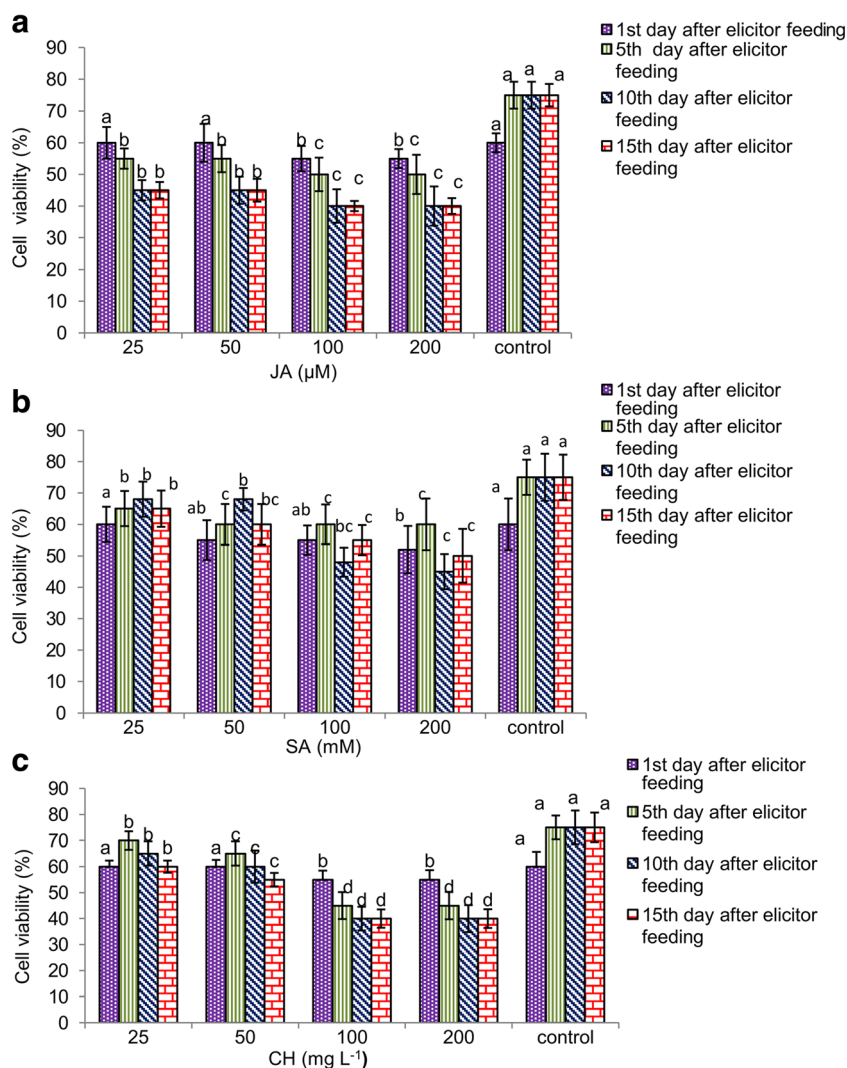 a
1st day after elicitor feeding
5th day after elicitor
feeding
10th day after elicitor
feeding
15th day after elicitor
feeding
Cell viability (%)
90
80
70
60
50
40
30
20
10
0
a b b b
a b b b
a c c c
b c c c
a a a a
25 50 100 200 control
JA (µM)
b
1st day after elicitor
feeding
5th day after elicitor
feeding
10th day after elicitor
feeding
15th day after elicitor
feeding
Cell viability (%)
90
80
70
60
50
40
30
20
10
0
a b b b
ab c b bc
ab c bc c
b c c c
a a a a
25 50 100 200 control
SA (mM)
c
1st day after elicitor
feeding
5th day after elicitor
feeding
10th day after elicitor
feeding
15th day after elicitor
feeding
Cell viability (%)
90
80
70
60
50
40
30
20
10
0
a b b b
a c c c
b d d d
b d d d
a a a a
25 50 100 200 control
CH (mg L⁻¹)